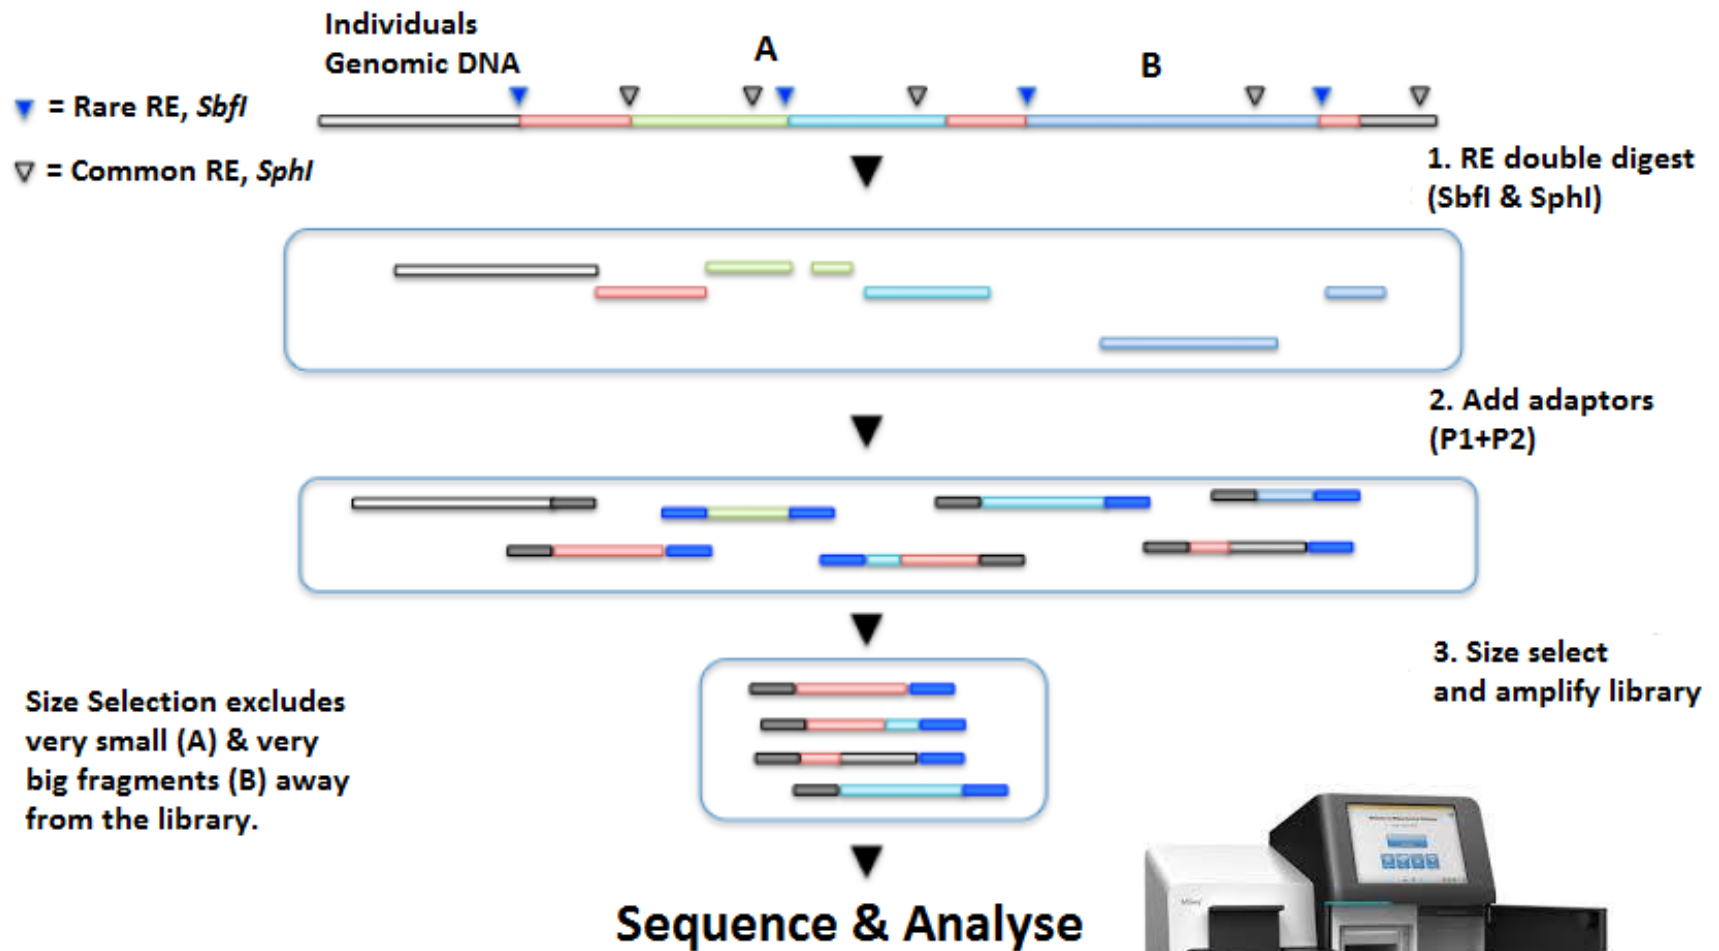 Individuals
Genomic DNA
A
B
= Rare RE, SbfI
= Common RE, SphI
1. RE double digest
(SbfI & SphI)
2. Add adaptors
(P1+P2)
3. Size select
and amplify library
Size Selection excludes
very small (A) & very
big fragments (B) away
from the library.
Sequence & Analyse